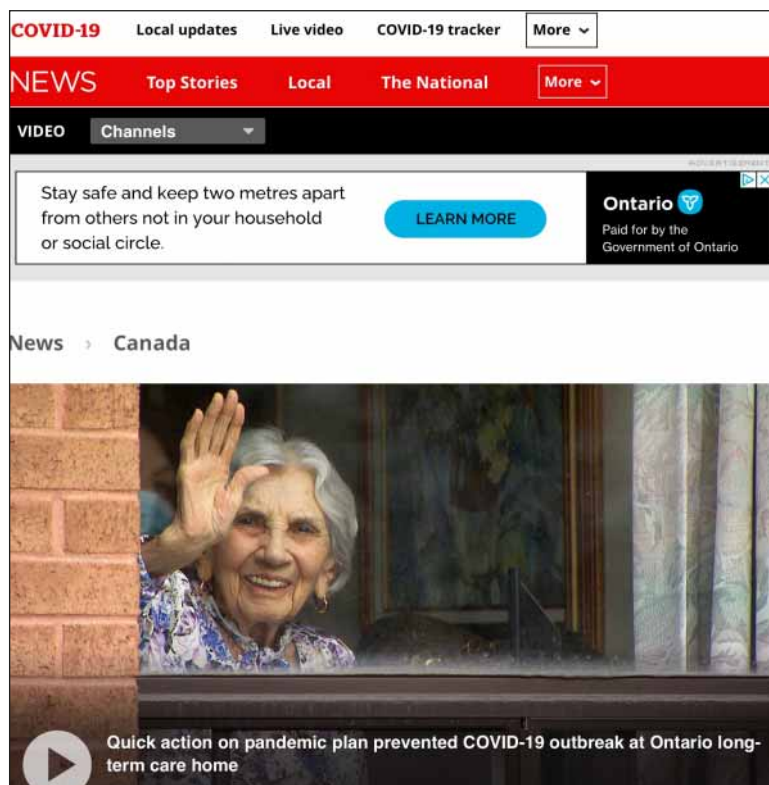 COVID-19 Local updates Live video COVID-19 tracker More
NEWS Top Stories Local The National More
VIDEO Channels
ADVERTISEMENT
Stay safe and keep two metres apart
from others not in your household
or social circle.
LEARN MORE
Ontario
Paid for by the
Government of Ontario
News › Canada
Quick action on pandemic plan prevented COVID-19 outbreak at Ontario long-
term care home